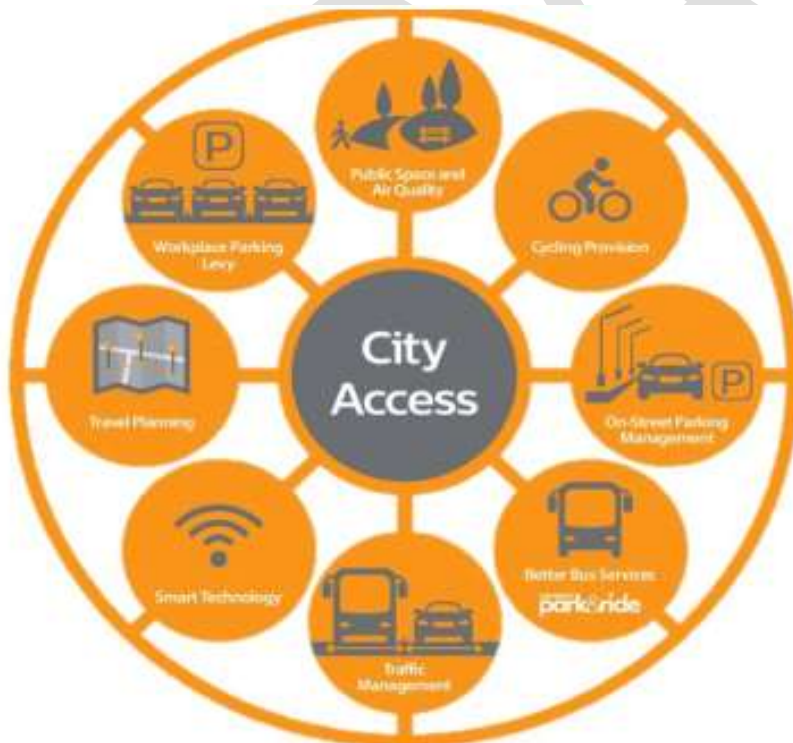 City
Access
Public Space and
Air Quality
Cycling Provision
On-Street Parking
Management
P
Better Bus Services
park&ride
Traffic
Management
Smart Technology
Travel Planning
P
Workplace Parking
Levy